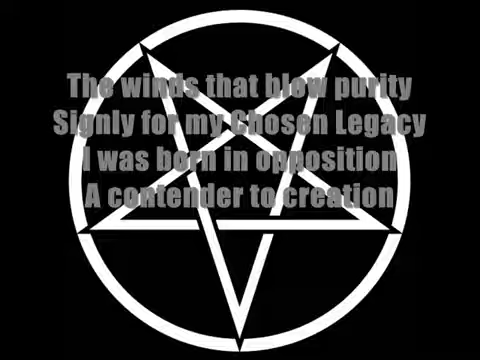 The winds that blow purity
Signly for my Chosen Legacy
I was born in opposition
A contender to creation